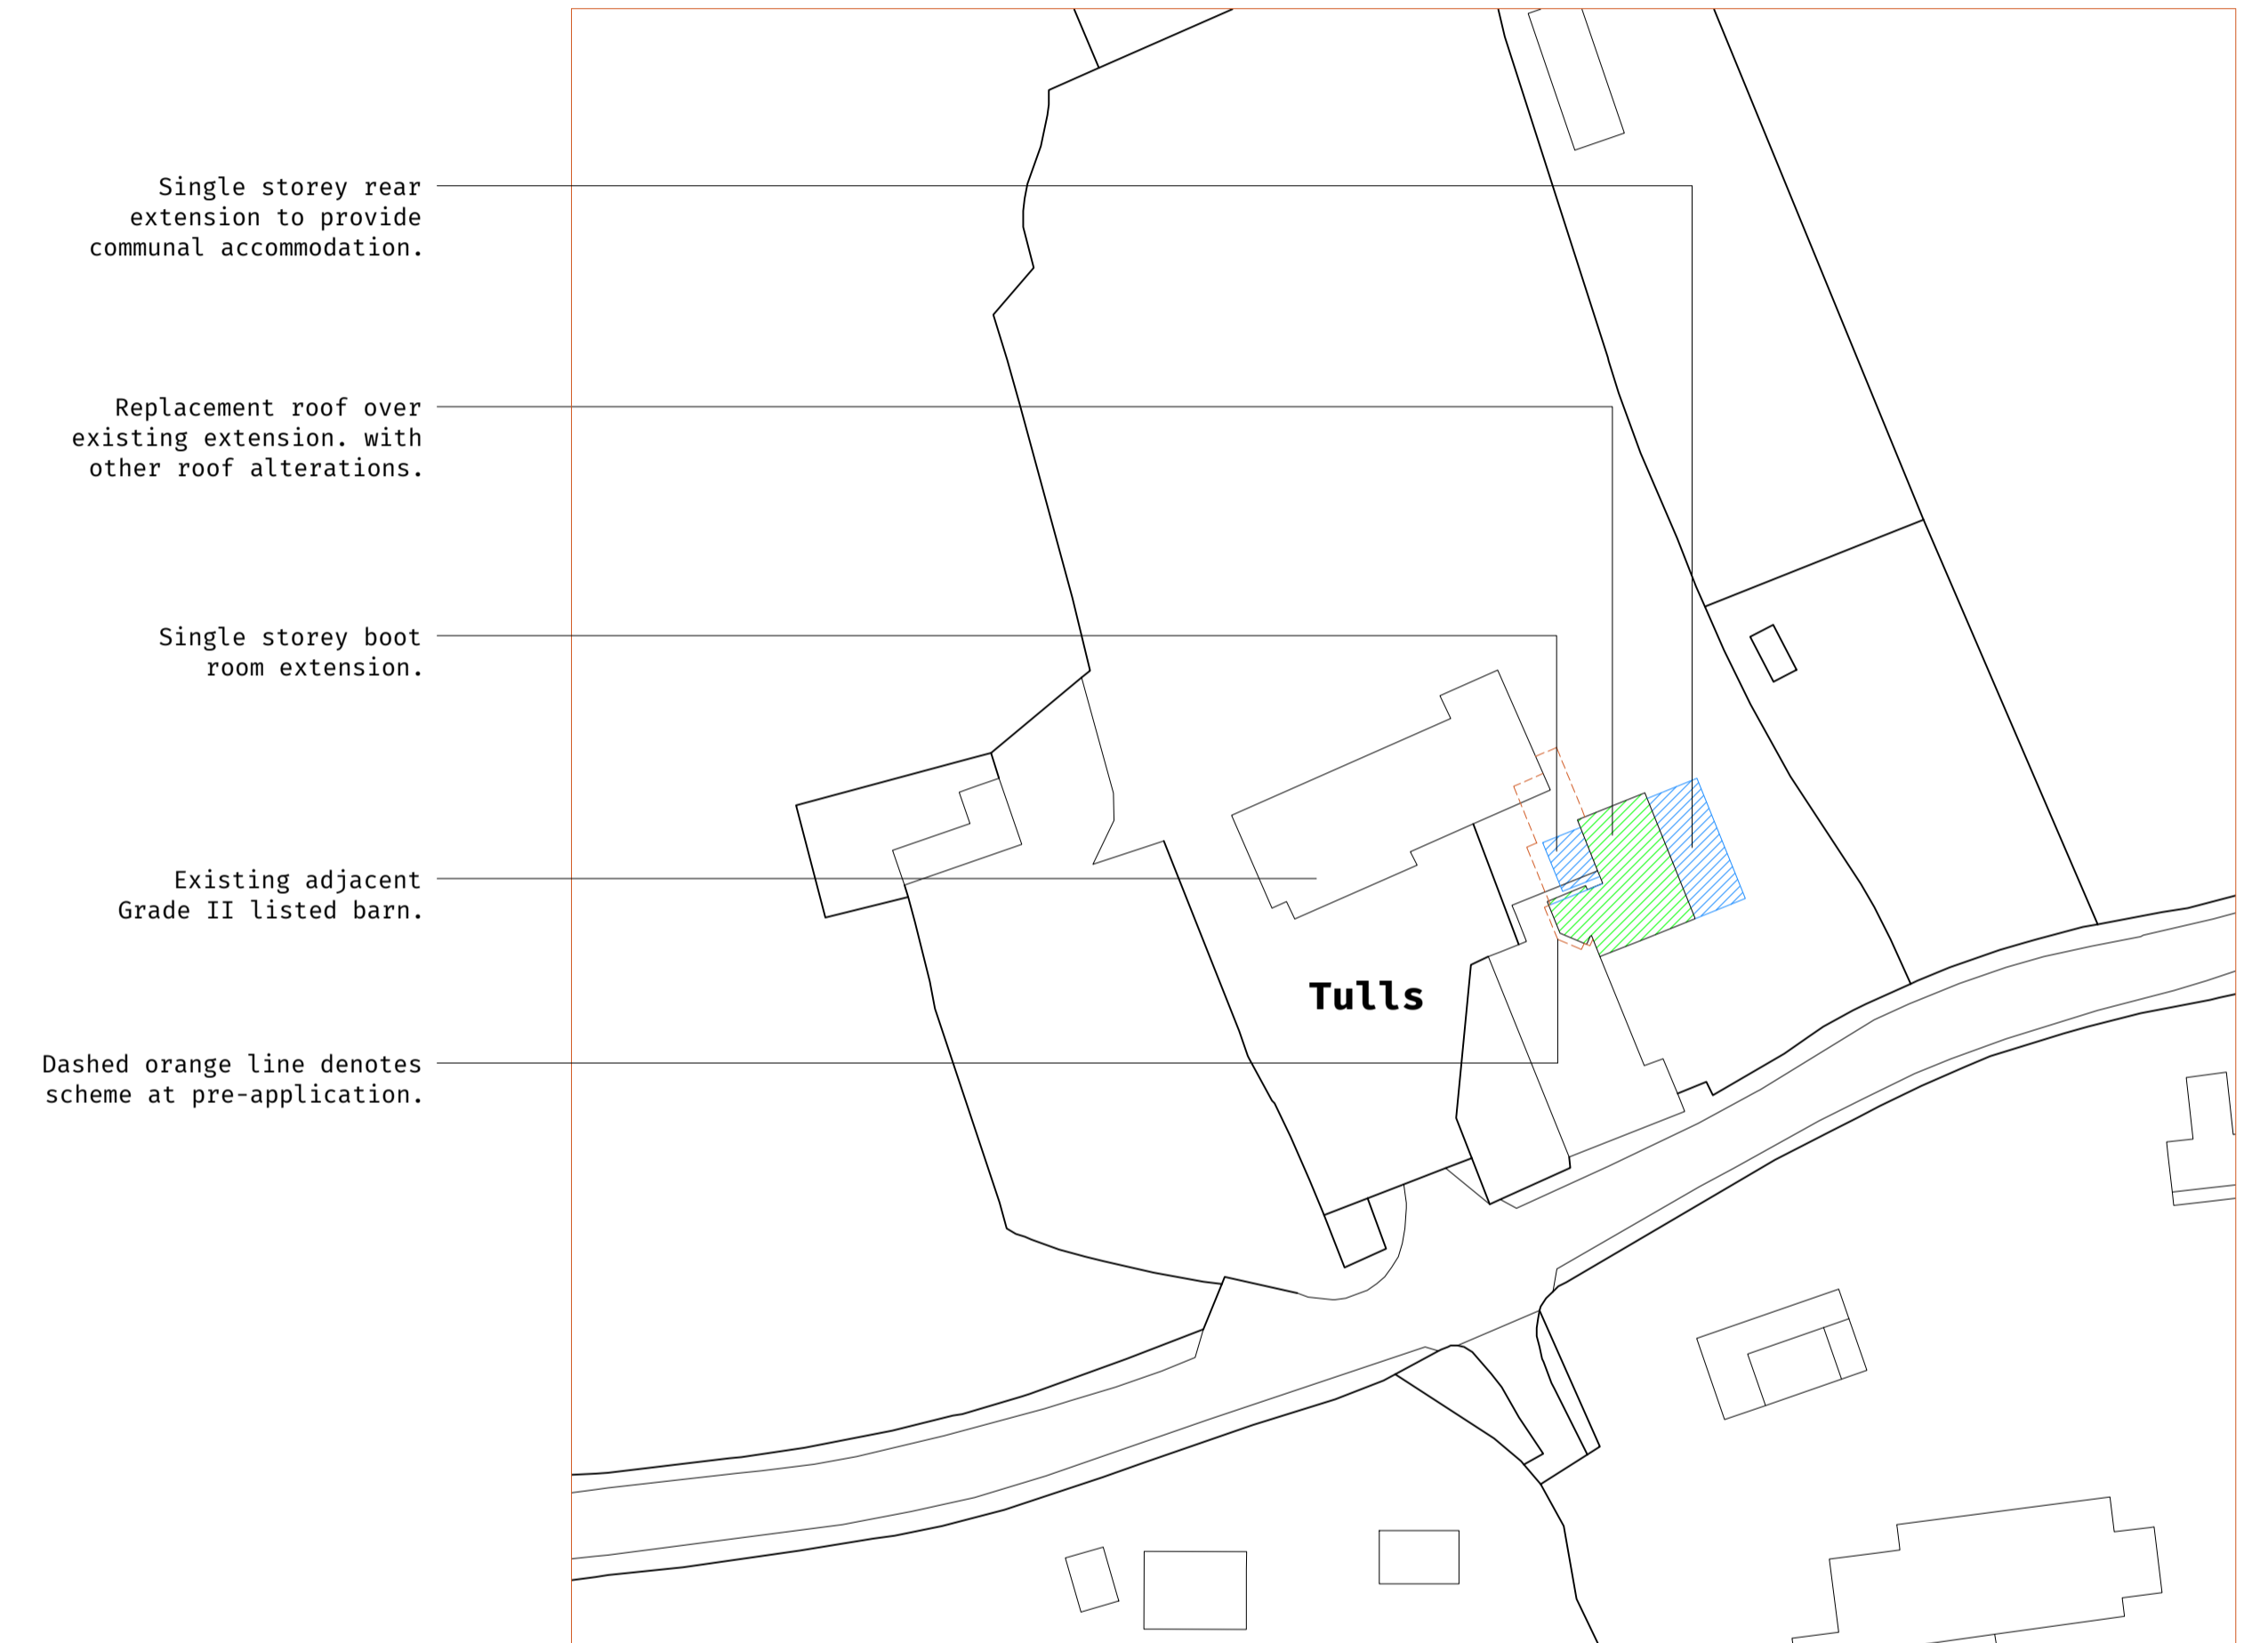 Single storey rear
extension to provide
communal accommodation.
Replacement roof over
existing extension. with
other roof alterations.
Single storey boot
room extension.
Existing adjacent
Grade II listed barn.
Tulls
Dashed orange line denotes
scheme at pre-application.